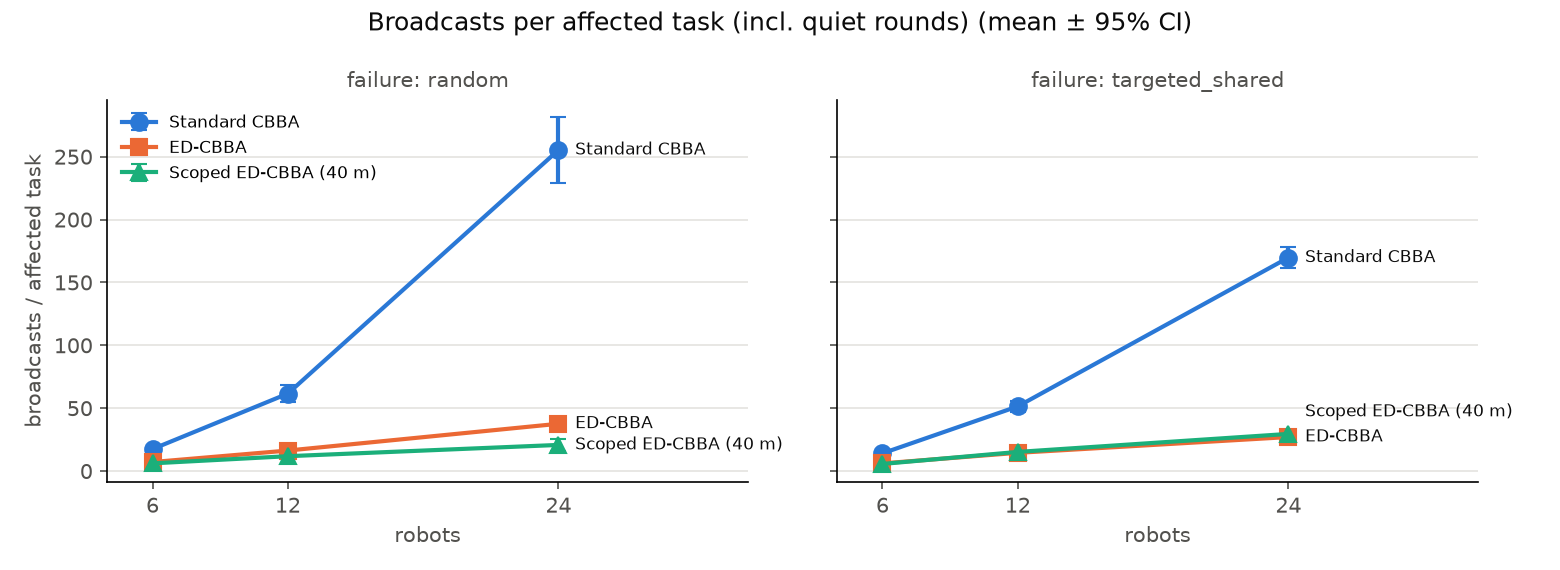 Broadcasts per affected task (incl. quiet rounds) (mean ± 95% CI)
failure: random
broadcasts / affected task
250
200
150
100
50
0
Standard CBBA
ED-CBBA
Scoped ED-CBBA (40 m)
Standard CBBA
ED-CBBA
Scoped ED-CBBA (40 m)
6 12 24
robots
failure: targeted_shared
Standard CBBA
Scoped ED-CBBA (40 m)
ED-CBBA
6 12 24
robots